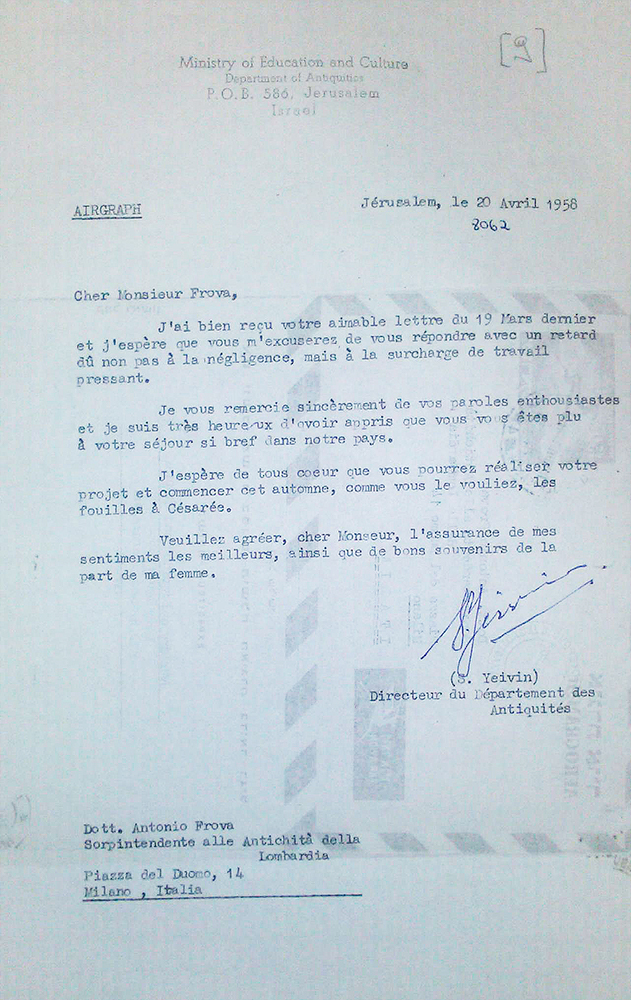 [9]
Ministry of Education and Culture
Department of Antiquities
P.O.B. 586, Jerusalem
Israel
Jérusalem, le 20 Avril 1958
AIRGRAPH
8062
Cher Monsieur Frova,
J'ai bien reçu votre aimable lettre du 19 Mars dernier
et j'espère que vous m'excuserez de vous répondre avec un retard
dû non pas à la négligence, mais à la surcharge de travail
pressant.
Je vous remercie sincèrement de vos paroles enthousiastes
et je suis très heureux d'avoir appris que vous vous êtes plu
à votre séjour si bref dans notre pays.
J'espère de tous coeur que vous pourrez réaliser votre
projet et commencer cet automne, comme vous le vouliez, les
fouilles à Césarée.
Veuillez agréer, cher Monseur, l'assurance de mes
sentiments les meilleurs, ainsi que de bons souvenirs de la
part de ma femme.
S. Yeivin
(S. Yeivin)
Directeur du Département des
Antiquités
Dott. Antonio Frova
Sorpintendente alle Antichità della
Lombardia
Piazza del Duomo, 14
Milano , Italia